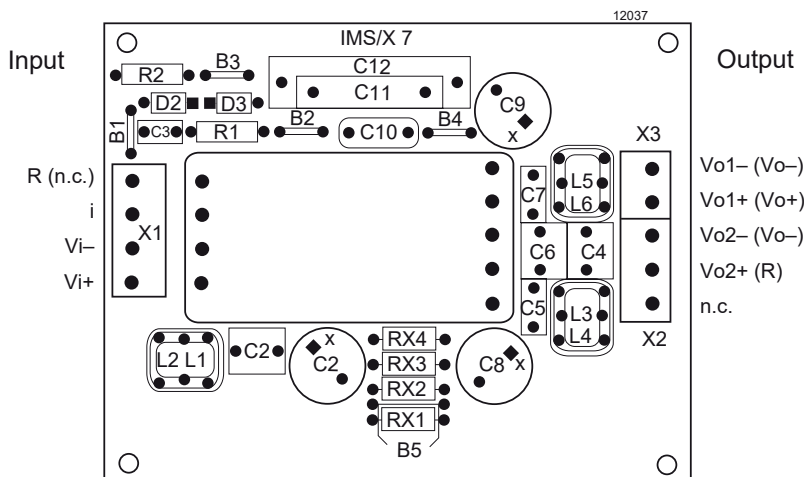 12037
IMS/X 7
Input
Output
B3
C12
R2
C11
C9
D2
D3
B2
B4
X3
B1
C3
R1
C10
x
R (n.c.)
i
Vi–
Vi+
X1
C7
L5
L6
Vo1– (Vo–)
Vo1+ (Vo+)
Vo2– (Vo–)
Vo2+ (R)
n.c.
C6
C4
C5
L3
L4
X2
L2 L1
C2
x
C2
RX4
RX3
RX2
RX1
B5
C8
x